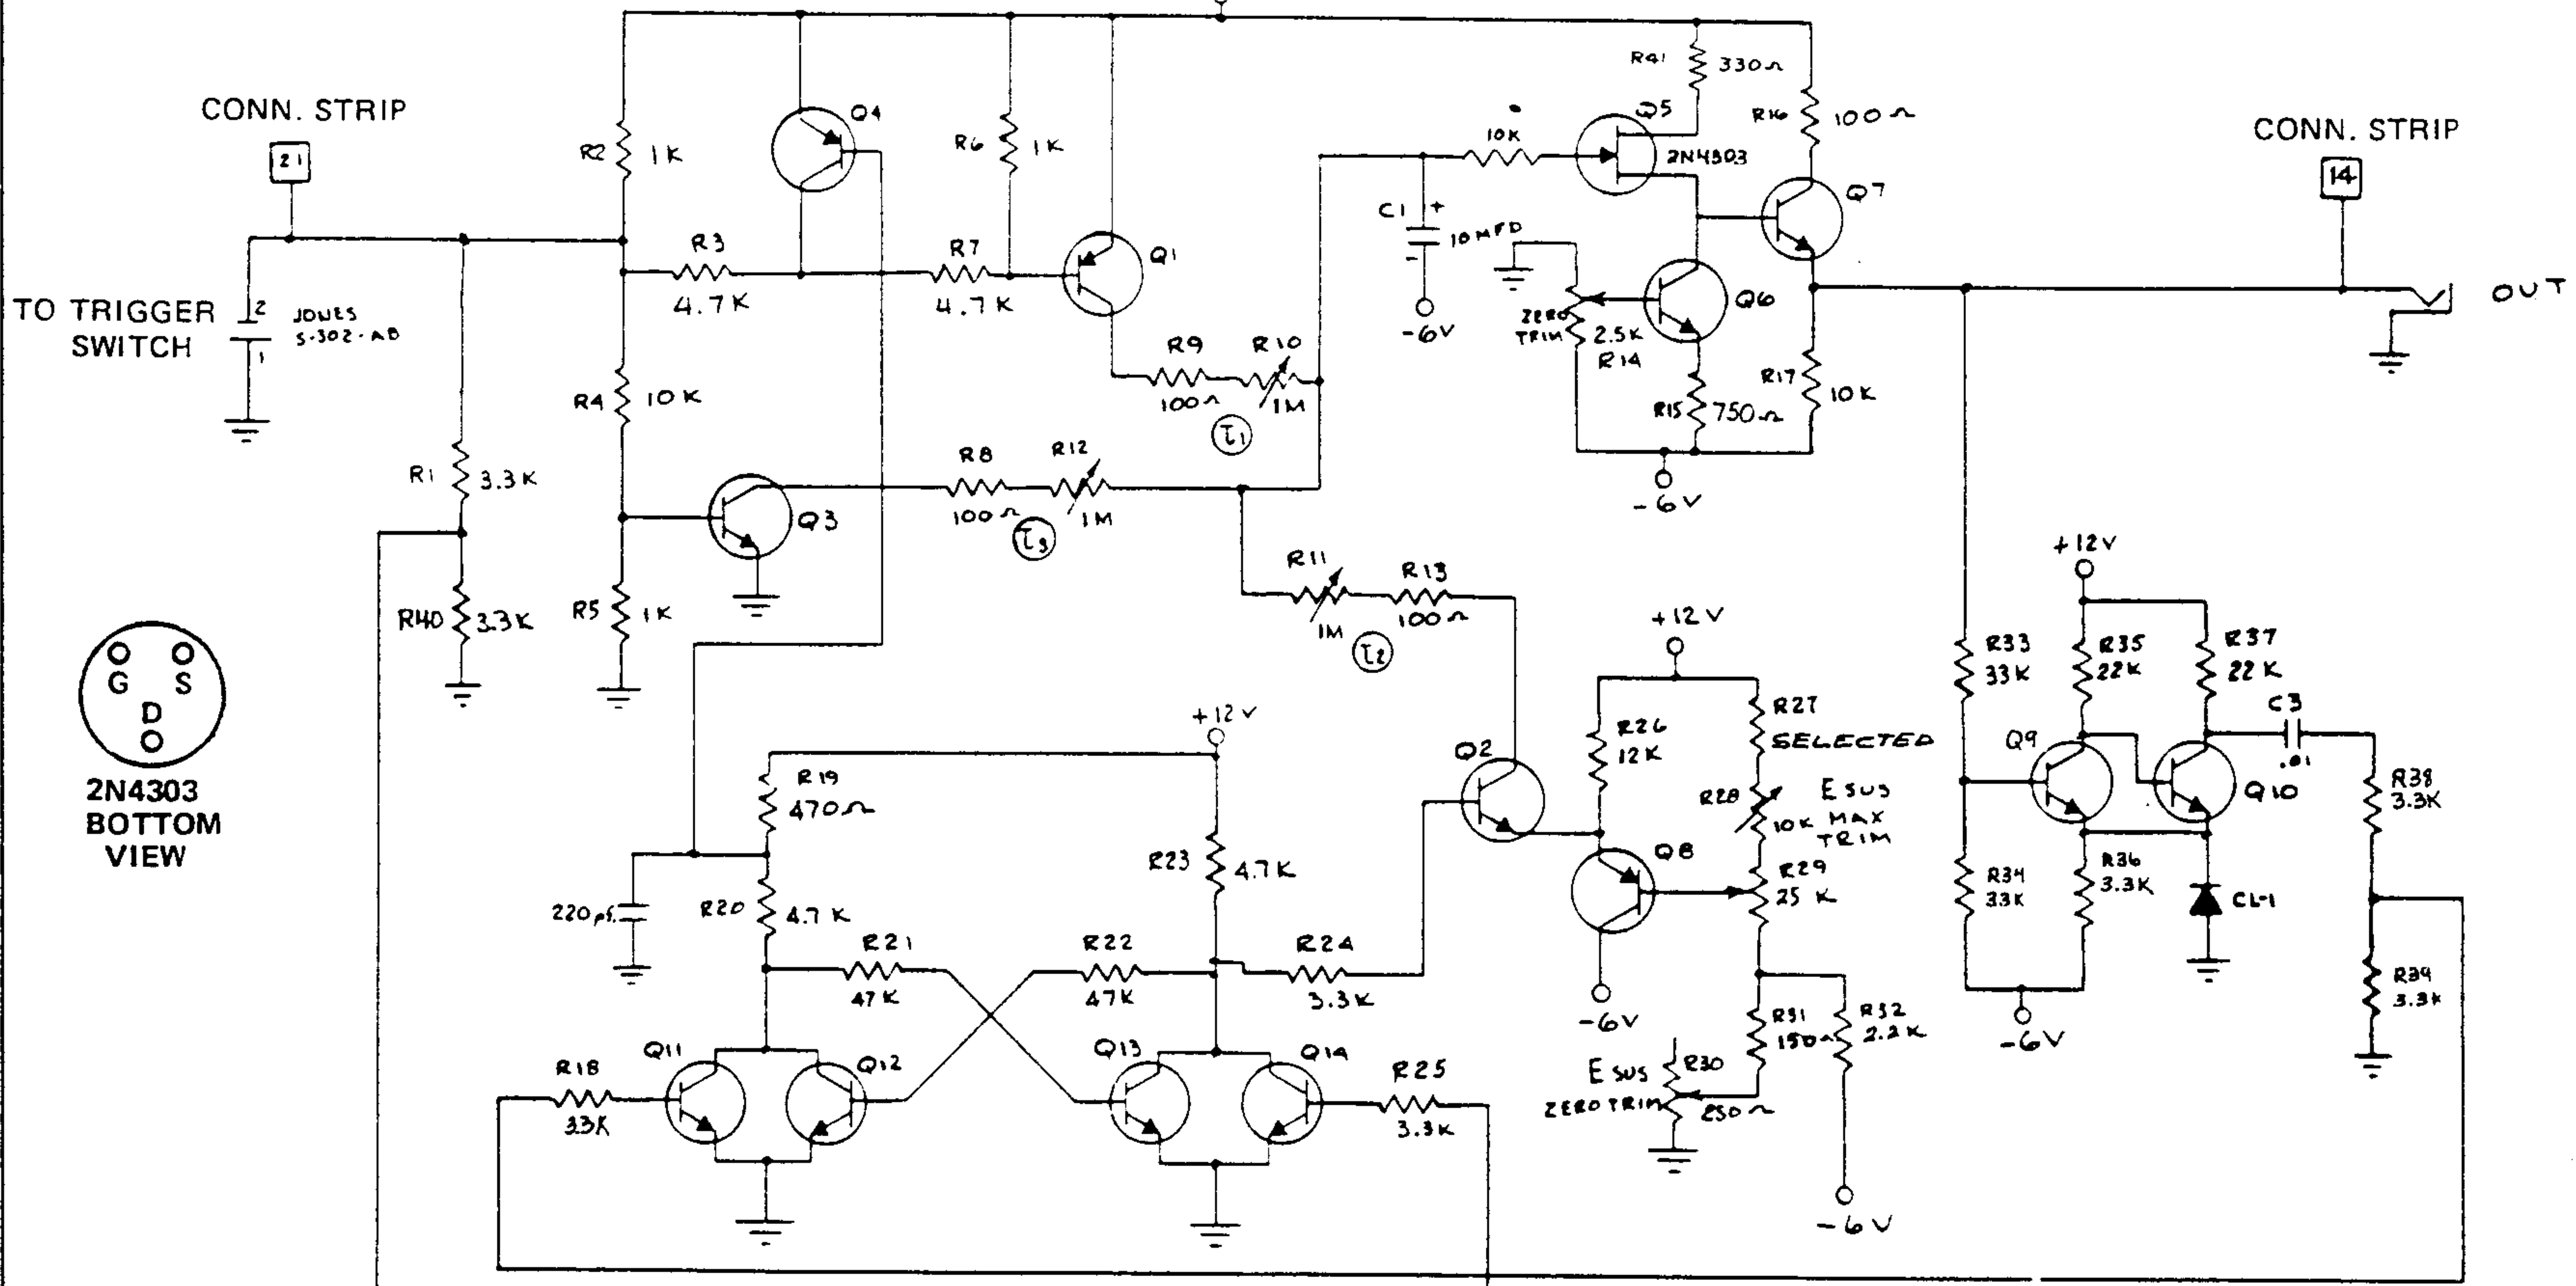 CONN. STRIP
21
TO TRIGGER
SWITCH
2
1
JONES
S-302-AB
R2
1K
Q4
R6
1K
R3
4.7K
R7
4.7K
Q1
R4
10K
R9
100Ω
R10
1M
τ1
R1
3.3K
R40
3.3K
R5
1K
Q3
R8
100Ω
R12
1M
τ3
R11
1M
R13
100Ω
τ2
R41
330Ω
Q5
10K
2N4303
R16
100Ω
Q7
C1
+
10MFD
-
-6V
ZERO
TRIM
2.5K
R14
Q6
R15
750Ω
R17
10K
-6V
CONN. STRIP
14
OUT
G
S
D
2N4303
BOTTOM
VIEW
+12V
R19
470Ω
220pf.
R20
4.7K
R23
4.7K
R21
47K
R22
47K
R24
3.3K
Q2
+12V
R26
12K
R27
SELECTED
R28
10K
E SUS
MAX
TRIM
Q8
R29
25K
-6V
R31
150Ω
R32
2.2K
E SUS
ZERO TRIM
R30
250Ω
-6V
R18
33K
Q11
Q12
Q13
Q14
R25
3.3K
+12V
R33
33K
R35
22K
R37
22K
C3
.01
Q9
Q10
R38
3.3K
R34
33K
R36
3.3K
CL-1
R39
3.3K
-6V